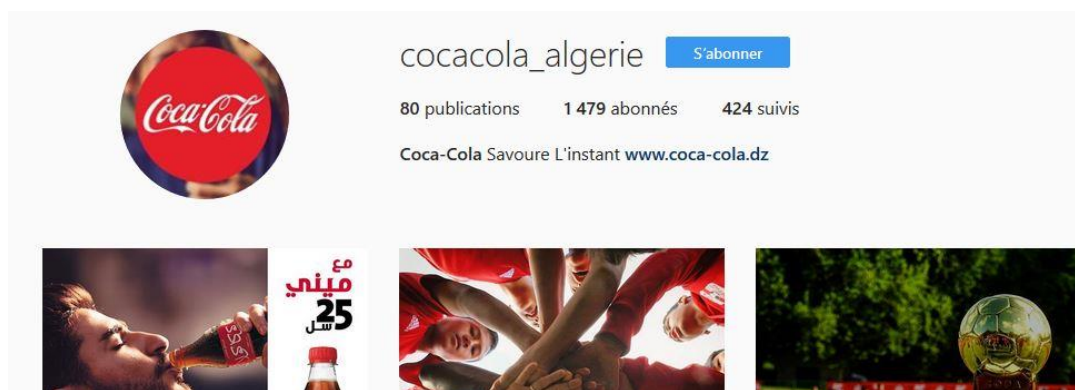 Coca-Cola
cocacola_algerie S'abonner
80 publications 1 479 abonnés 424 suivis
Coca-Cola Savoure L'instant www.coca-cola.dz
مع
ميني
25
سل